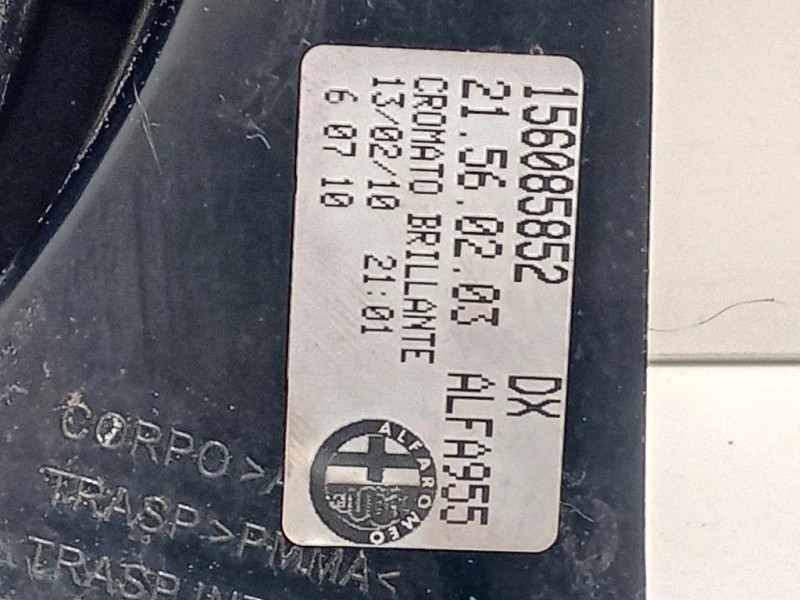 156085852 DX
21.56.02.03 ALFA955
CROMATO BRILLANTE
13/02/10 21:01
6 07 10
ALFA ROMEO
CORPO >
TRASP >PMMA<
TRASP